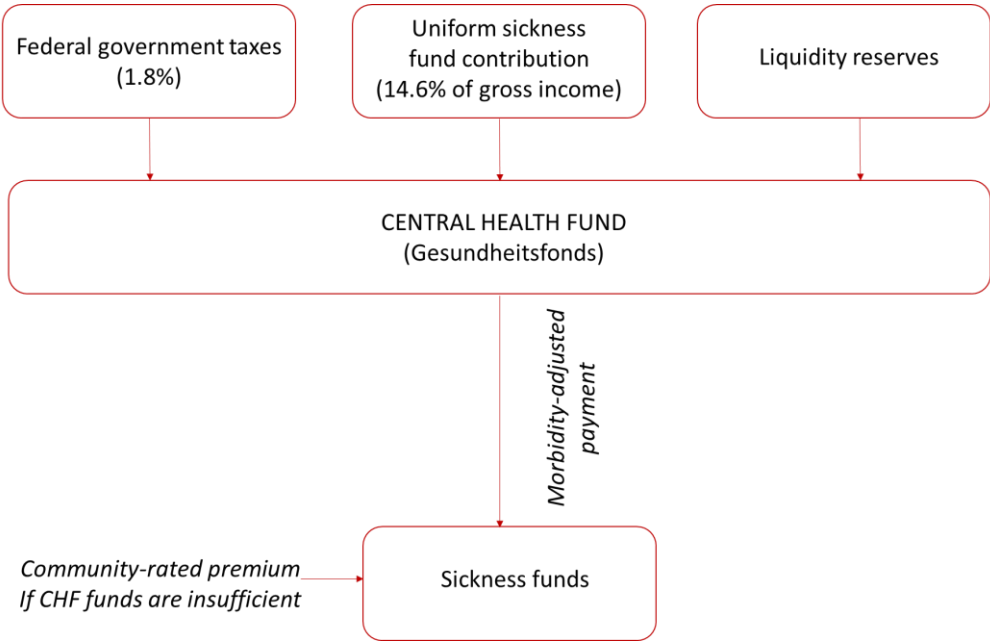 Federal government taxes
(1.8%)
Uniform sickness
fund contribution
(14.6% of gross income)
Liquidity reserves
CENTRAL HEALTH FUND
(Gesundheitsfonds)
Morbidity-adjusted
payment
Community-rated premium
If CHF funds are insufficient
Sickness funds